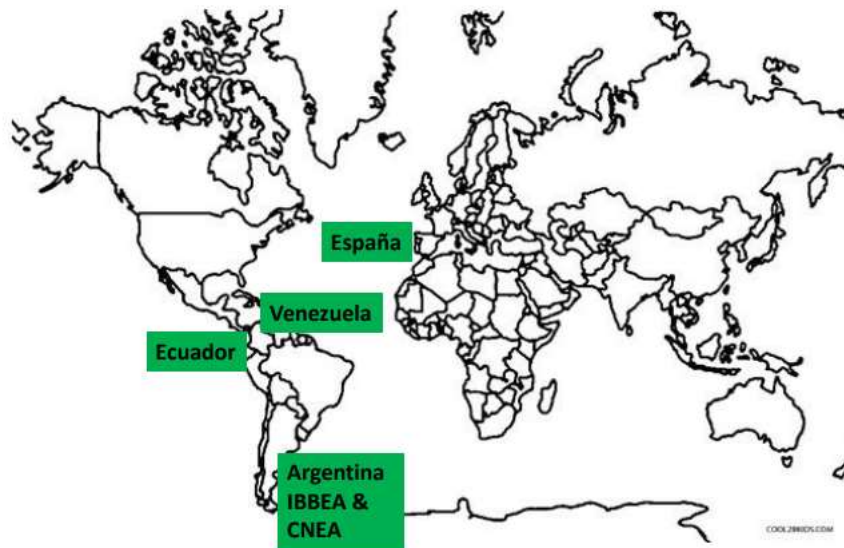 España
Venezuela
Ecuador
Argentina
IBBEA &
CNEA
COOL2BKIDS.COM